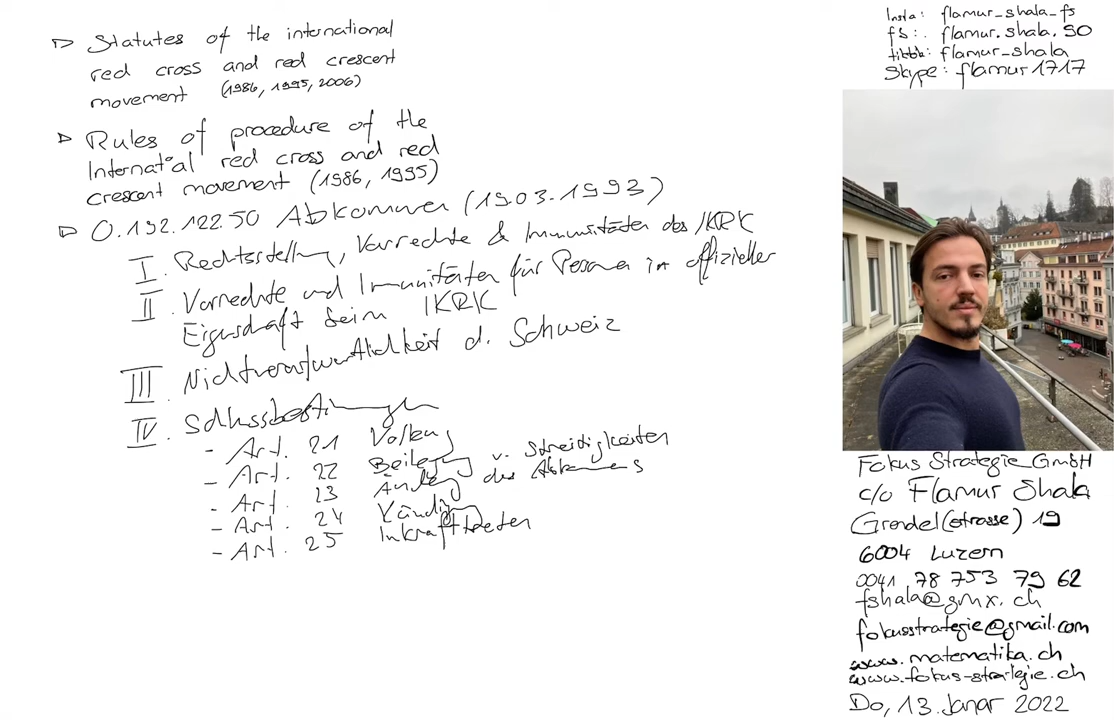 ▷ Statutes of the international
red cross and red crescent
movement (1986, 1995, 2006)
▷ Rules of procedure of the
Internat°al red cross and red
crescent movement (1986, 1995)
▷ 0.192.122.50 Abkommen (19.03.1993)
I. Rechtsstellung, Vorrechte & Immunitäten des IKRK
II. Vorrechte und Immunitäten für Personen in offizieller
Eigenschaft beim IKRK
III. Nichtverantwortlichkeit d. Schweiz
IV. Schlussbestimmungen
- Art. 21 Vollzug
- Art. 22 Beilegung v. Streitigkeiten
- Art. 23 Änderung des Abkommens
- Art. 24 Kündigung
- Art. 25 Inkrafttreten
Insta: flamur_shala_fs
fb: flamur.shala.50
tiktok: flamur_shala
Skype: flamur1717
Fokus Strategie GmbH
c/o Flamur Shala
Grendel(strasse) 19
6004 Luzern
0041 78 753 79 62
fshala@gmx.ch
fokusstrategie@gmail.com
www.matematika.ch
www.fokus-strategie.ch
Do, 13. Janar 2022